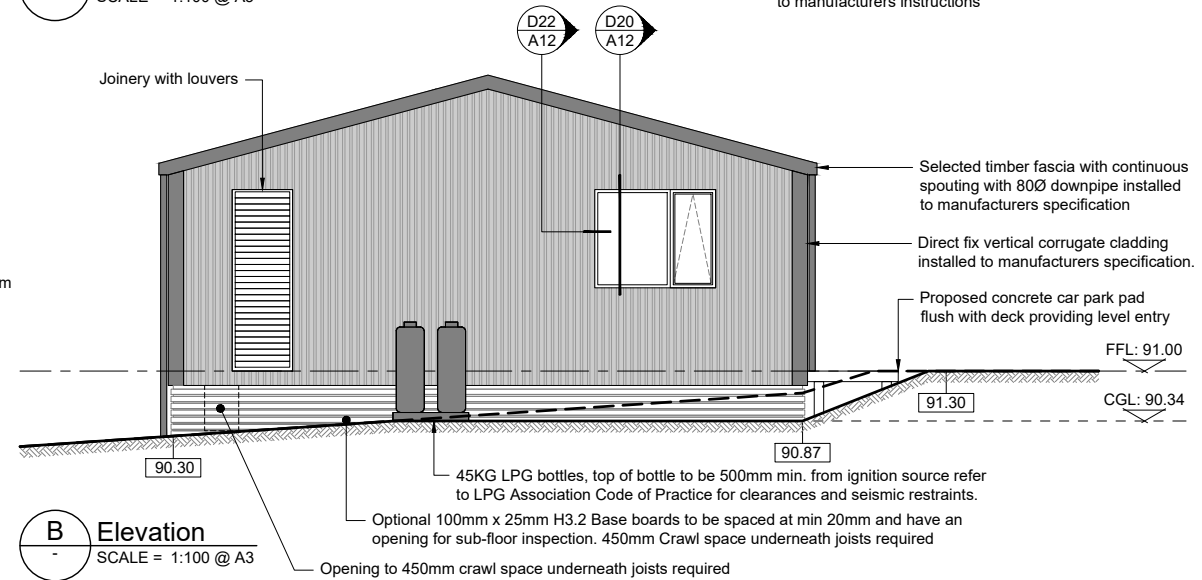 SCALE = 1:100 @ A3
to manufacturers instructions
D22
A12
D20
A12
Joinery with louvers
Selected timber fascia with continuous
spouting with 80Ø downpipe installed
to manufacturers specification
Direct fix vertical corrugate cladding
installed to manufacturers specification.
m
Proposed concrete car park pad
flush with deck providing level entry
FFL: 91.00
91.30
CGL: 90.34
90.30
90.87
45KG LPG bottles, top of bottle to be 500mm min. from ignition source refer
to LPG Association Code of Practice for clearances and seismic restraints.
Optional 100mm x 25mm H3.2 Base boards to be spaced at min 20mm and have an
opening for sub-floor inspection. 450mm Crawl space underneath joists required
B
-
Elevation
SCALE = 1:100 @ A3
Opening to 450mm crawl space underneath joists required